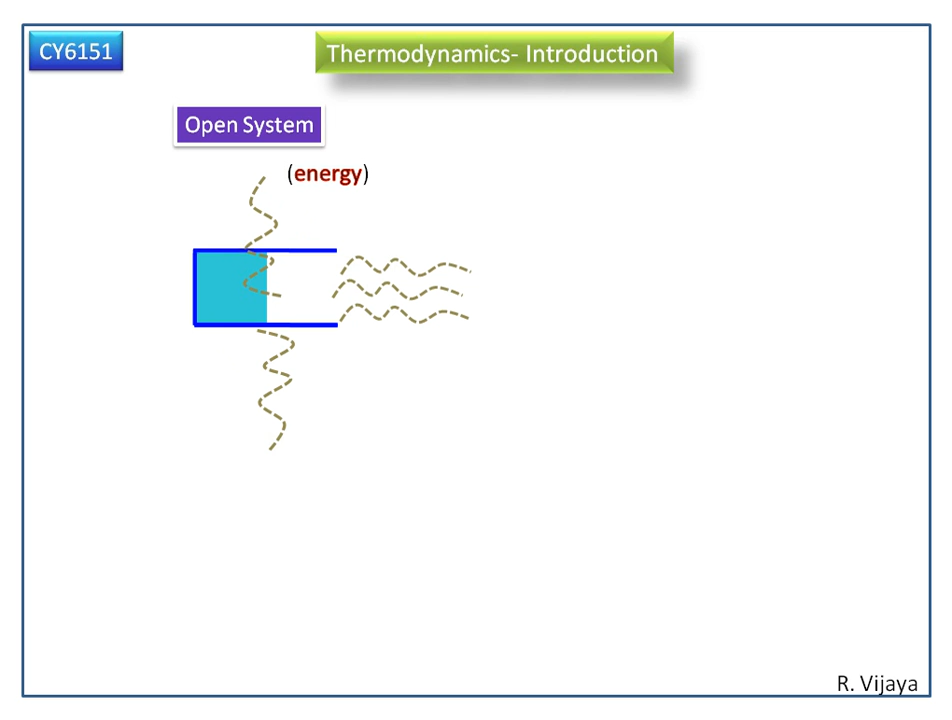 CY6151
Thermodynamics- Introduction
Open System
(energy)
R. Vijaya